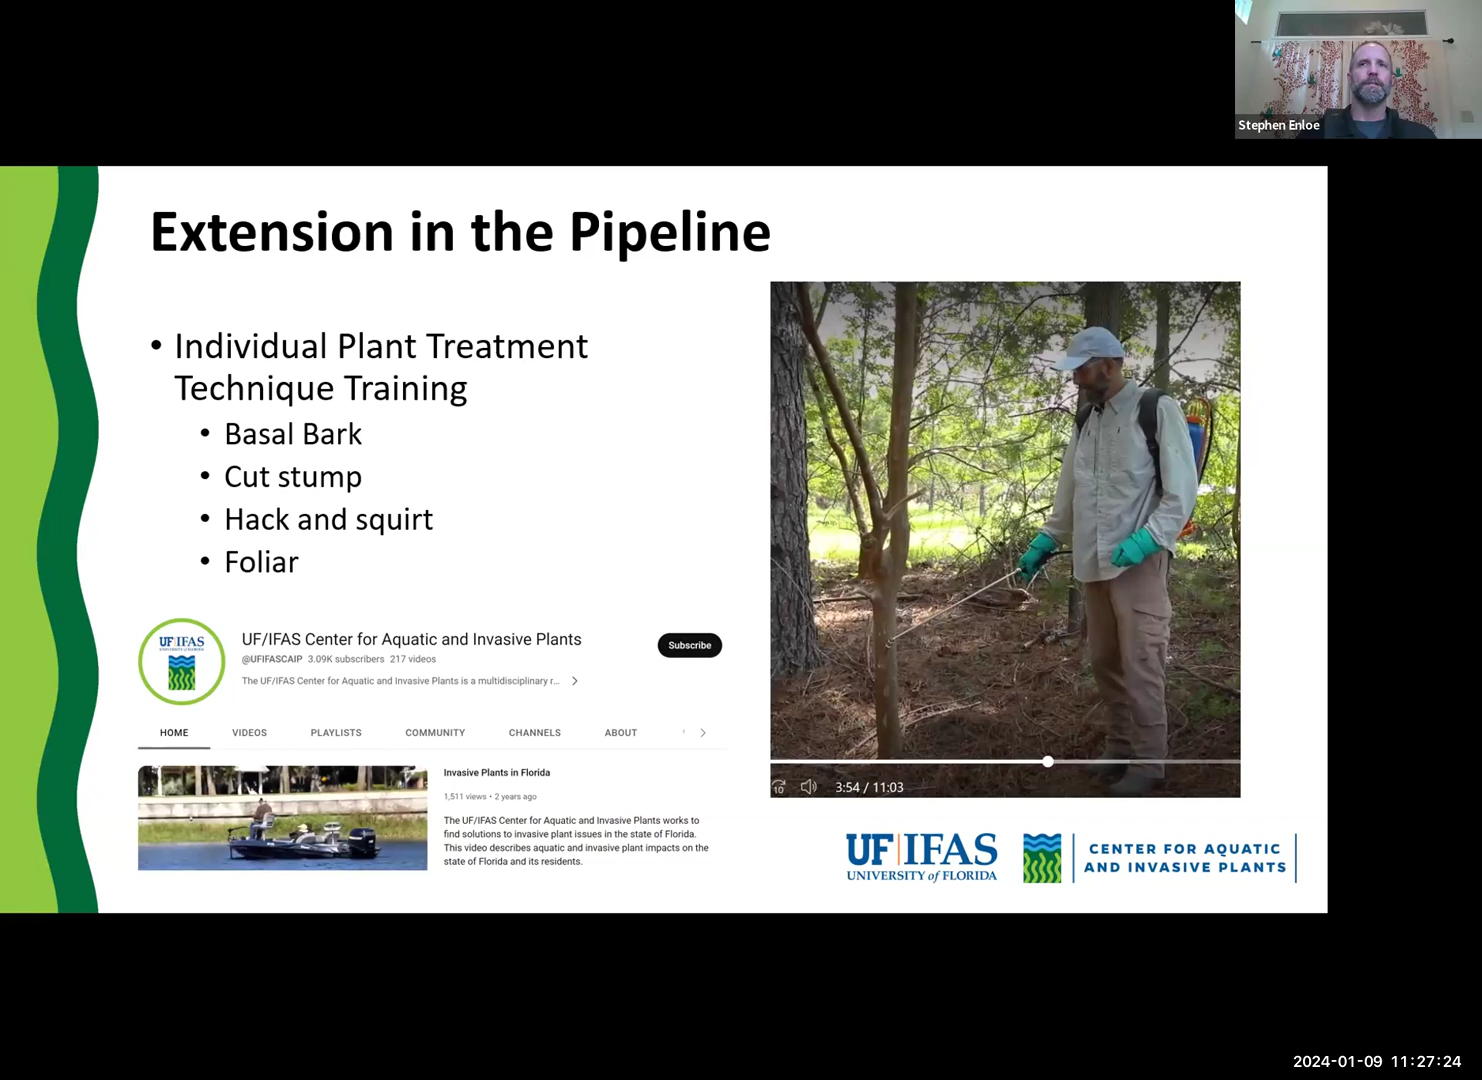 Stephen Enloe
Extension in the Pipeline
• Individual Plant Treatment
Technique Training
• Basal Bark
• Cut stump
• Hack and squirt
• Foliar
UF IFAS
UF/IFAS Center for Aquatic and Invasive Plants
@UFIFASCAIP 3.09K subscribers 217 videos
The UF/IFAS Center for Aquatic and Invasive Plants is a multidisciplinary r...
Subscribe
HOME VIDEOS PLAYLISTS COMMUNITY CHANNELS ABOUT
Invasive Plants in Florida
1,511 views • 2 years ago
The UF/IFAS Center for Aquatic and Invasive Plants works to
find solutions to invasive plant issues in the state of Florida.
This video describes aquatic and invasive plant impacts on the
state of Florida and its residents.
10 3:54 / 11:03
UF IFAS
UNIVERSITY of FLORIDA
CENTER FOR AQUATIC
AND INVASIVE PLANTS
2024-01-09 11:27:24